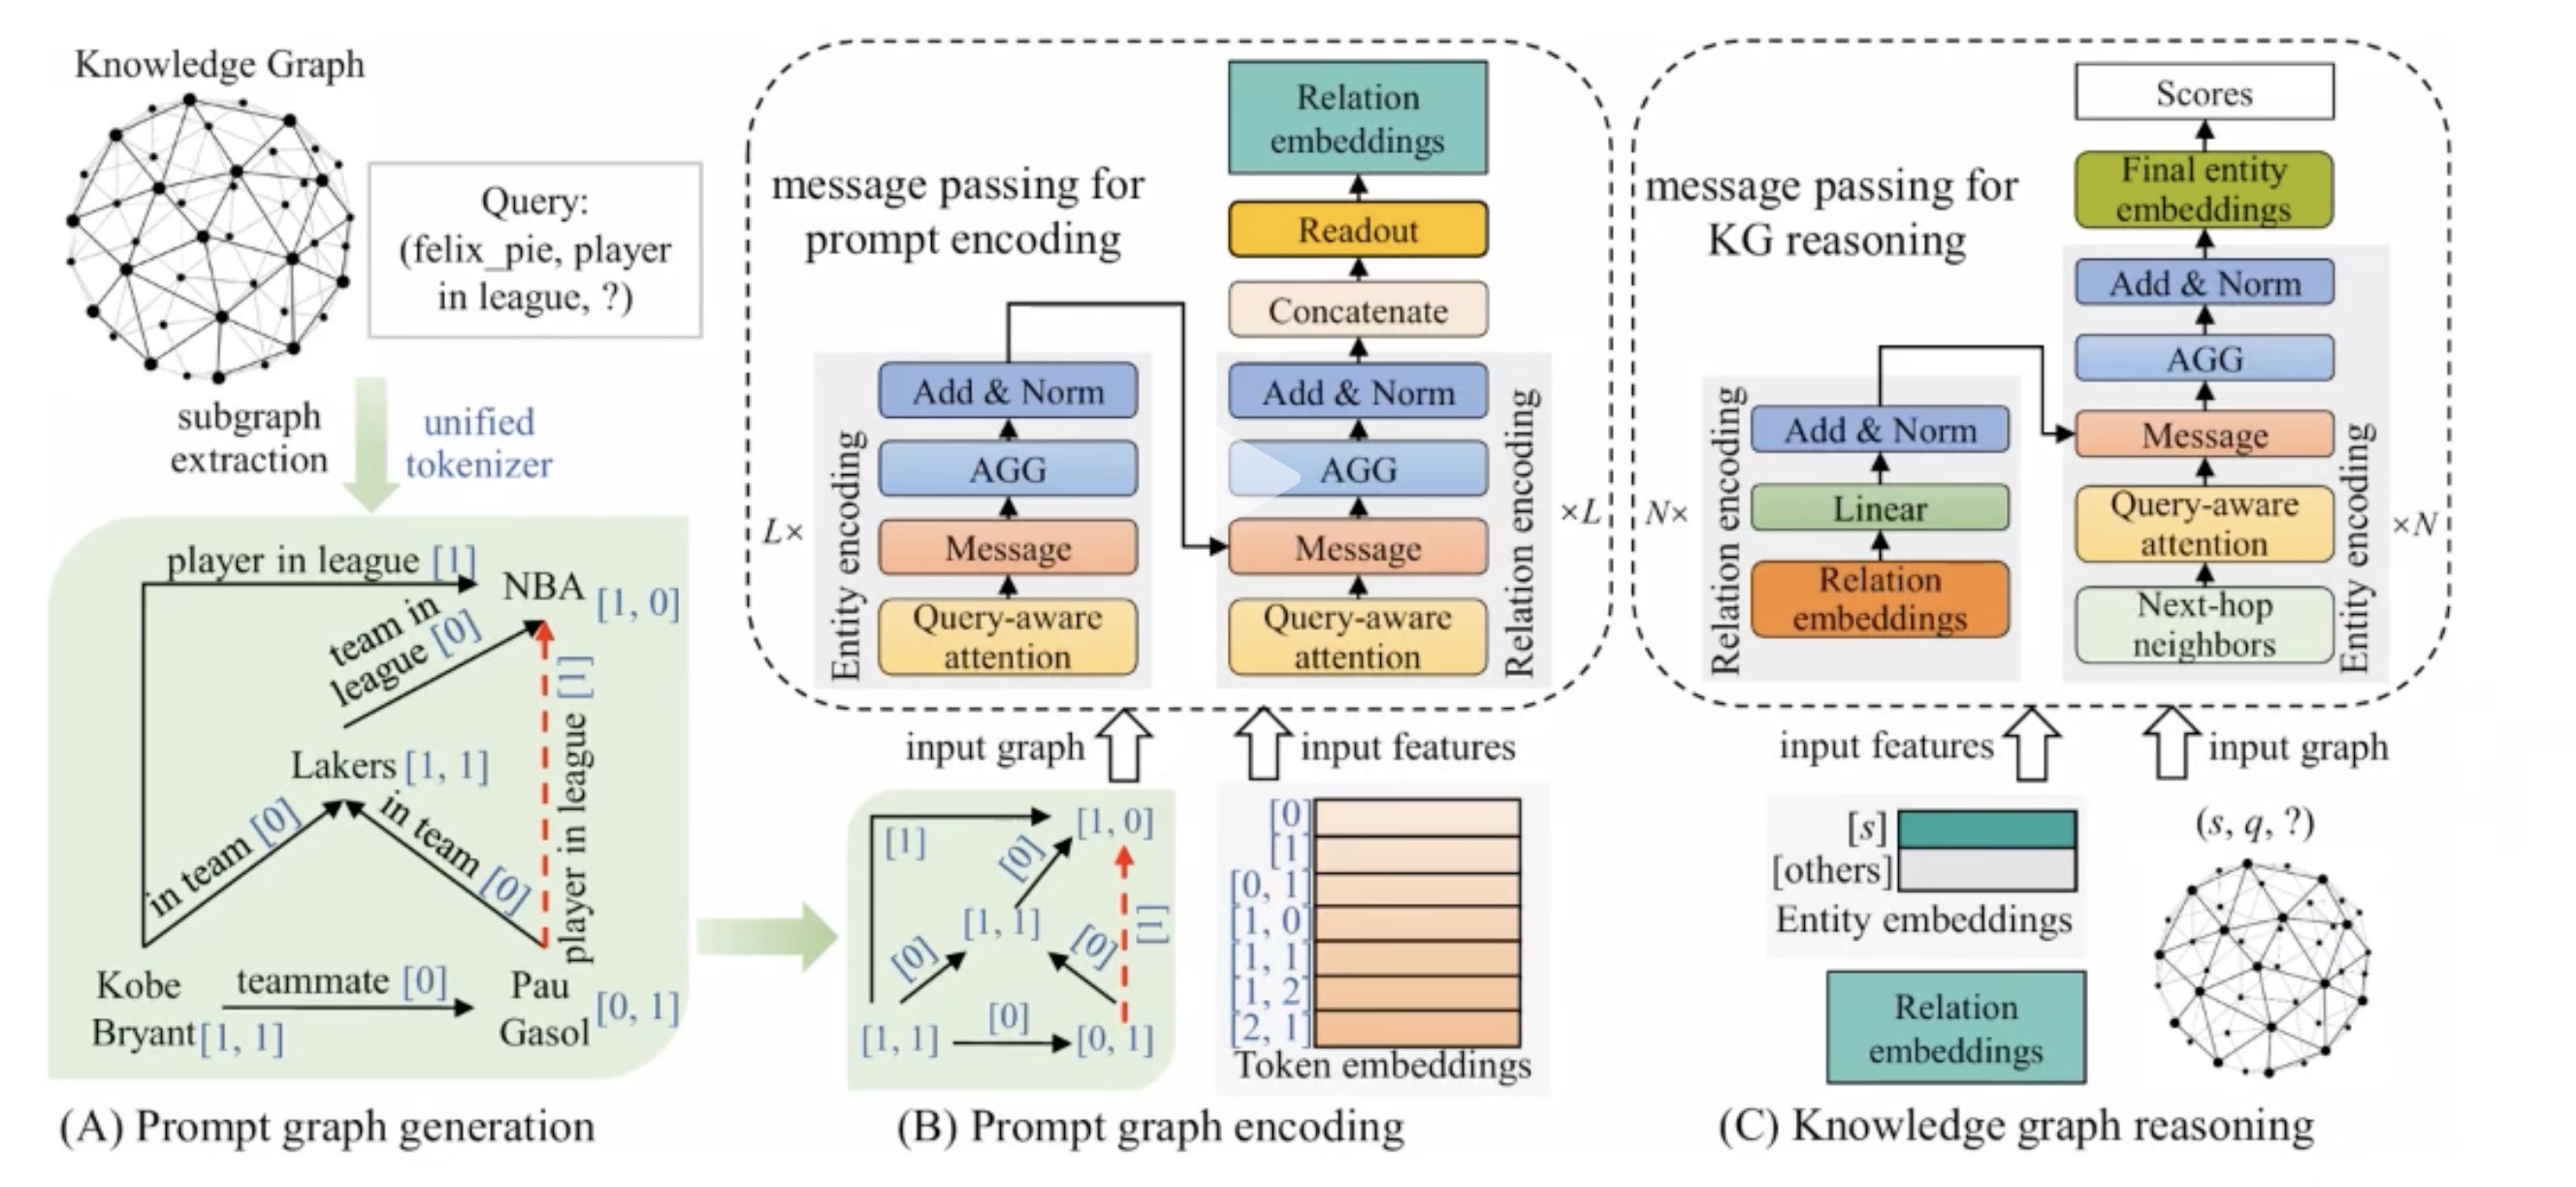 Knowledge Graph
Query:
(felix_pie, player
in league, ?)
subgraph
extraction
unified
tokenizer
player in league [1]
NBA [1, 0]
team in
league [0]
player in league [1]
Lakers [1, 1]
in team [0]
in team [0]
Kobe
Bryant [1, 1]
teammate [0]
Pau
Gasol [0, 1]
(A) Prompt graph generation
message passing for
prompt encoding
Relation
embeddings
Readout
Concatenate
Add & Norm
AGG
Message
Query-aware
attention
Entity encoding
L×
Add & Norm
AGG
Message
Query-aware
attention
Relation encoding
×L
input graph
input features
[1]
[1, 0]
[0]
[1]
[1, 1]
[0]
[0]
[1, 1]
[0]
[0, 1]
[0]
[1]
[0, 1]
[1, 0]
[1, 1]
[1, 2]
[2, 1]
Token embeddings
(B) Prompt graph encoding
message passing for
KG reasoning
Scores
Final entity
embeddings
Add & Norm
AGG
Message
Query-aware
attention
Next-hop
neighbors
Entity encoding
×N
Add & Norm
Linear
Relation
embeddings
Relation encoding
N×
input features
input graph
[s]
[others]
Entity embeddings
Relation
embeddings
(s, q, ?)
(C) Knowledge graph reasoning